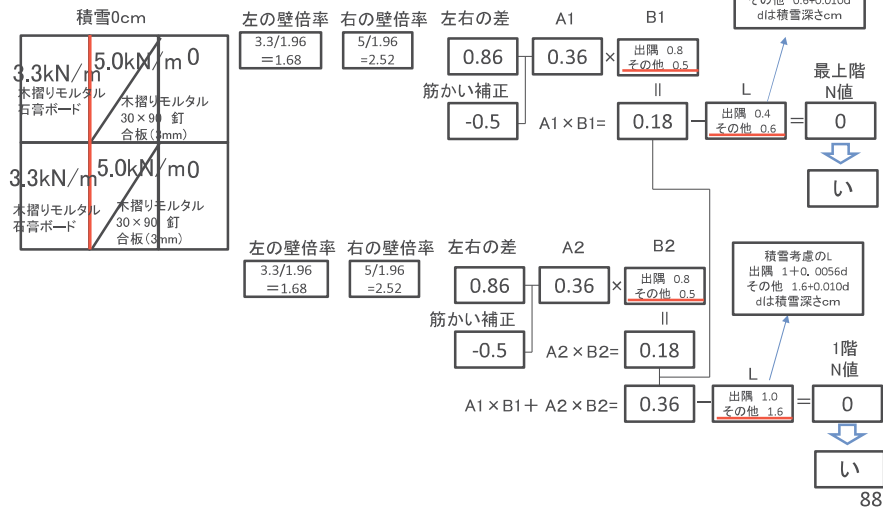 積雪0cm
3.3kN/m
木摺りモルタル
石膏ボード
5.0kN/m
0
木摺りモルタル
30×90 釘
合板(3mm)
3.3kN/m
木摺りモルタル
石膏ボード
5.0kN/m
0
木摺りモルタル
30×90 釘
合板(3mm)
左の壁倍率
3.3/1.96
=1.68
右の壁倍率
5/1.96
=2.52
左右の差
0.86
筋かい補正
-0.5
A1
0.36
×
B1
出隅 0.8
その他 0.5
=
A1×B1=
0.18
ー
L
出隅 0.4
その他 0.6
=
最上階
N値
0
い
その他 0.6+0.010d
dは積雪深さcm
左の壁倍率
3.3/1.96
=1.68
右の壁倍率
5/1.96
=2.52
左右の差
0.86
筋かい補正
-0.5
A2
0.36
×
B2
出隅 0.8
その他 0.5
=
A2×B2=
0.18
A1×B1+ A2×B2=
0.36
ー
L
出隅 1.0
その他 1.6
=
積雪考慮のL
出隅 1+0. 0056d
その他 1.6+0.010d
dは積雪深さcm
1階
N値
0
い
88